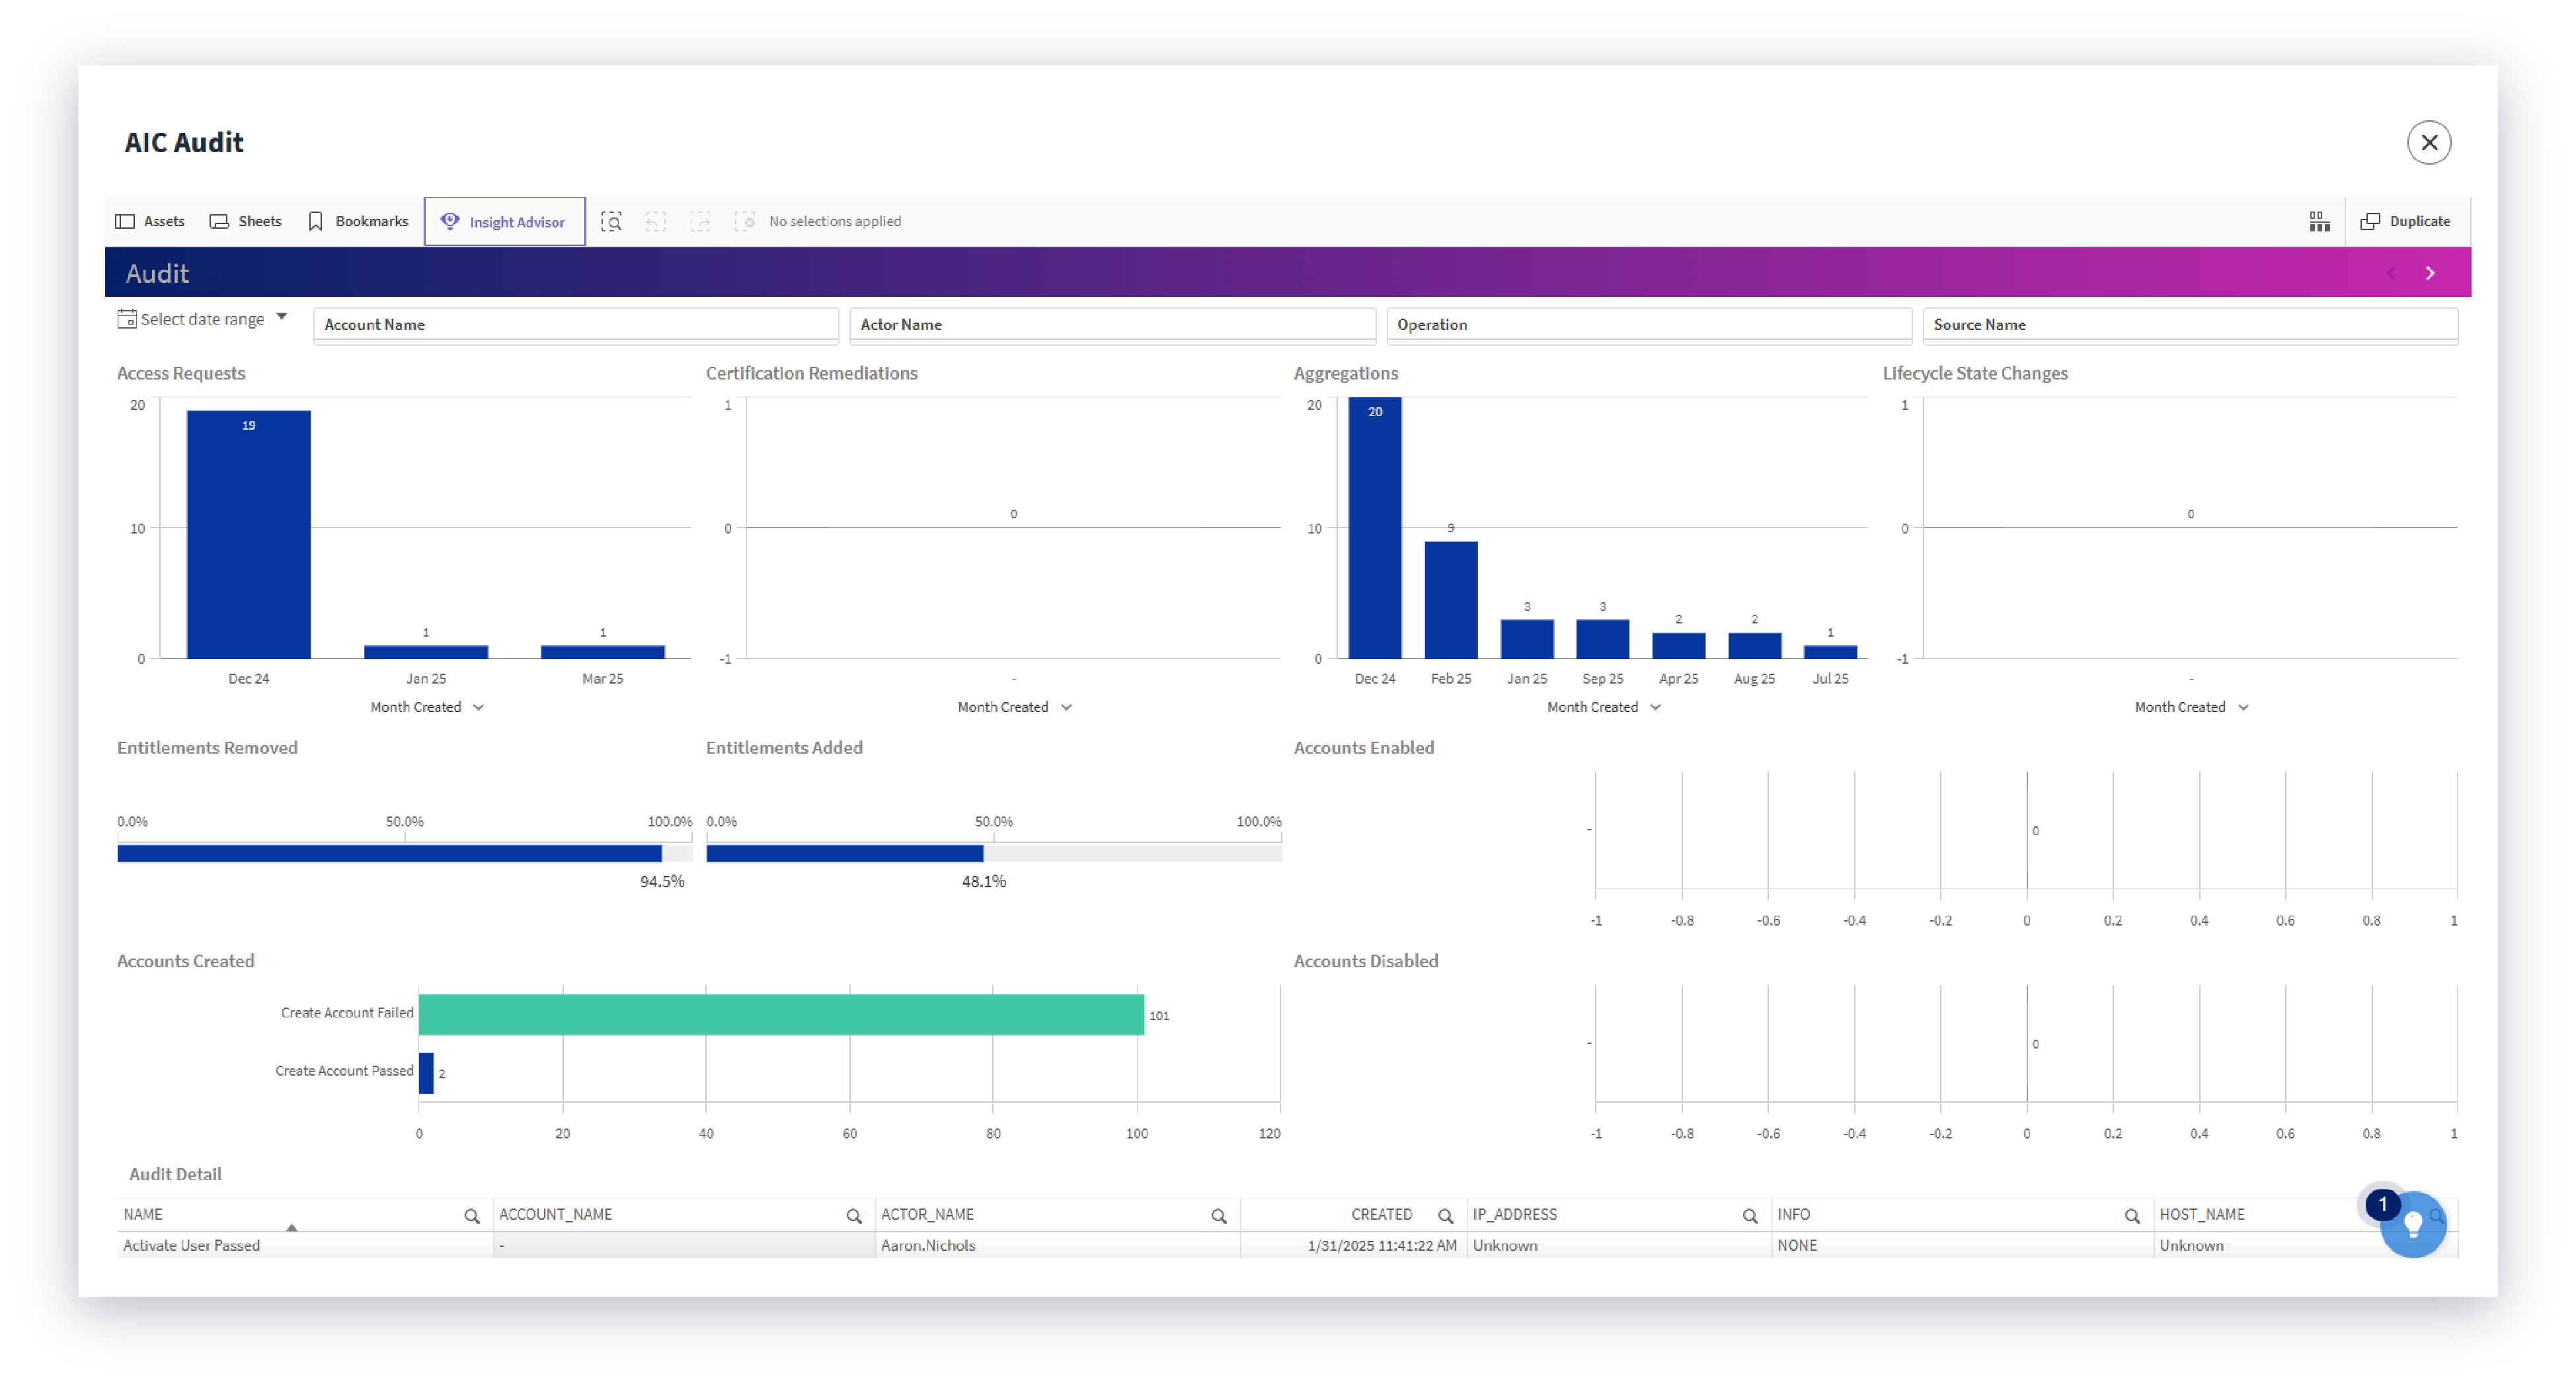 AIC Audit
Assets Sheets Bookmarks Insight Advisor No selections applied Duplicate
Audit
Select date range Account Name Actor Name Operation Source Name
Access Requests
20
10
0
19
1
1
Dec 24 Jan 25 Mar 25
Month Created
Certification Remediations
1
0
-1
0
-
Month Created
Aggregations
20
10
0
20
9
3
3
2
2
1
Dec 24 Feb 25 Jan 25 Sep 25 Apr 25 Aug 25 Jul 25
Month Created
Lifecycle State Changes
1
0
-1
0
-
Month Created
Entitlements Removed
0.0% 50.0% 100.0%
94.5%
Entitlements Added
0.0% 50.0% 100.0%
48.1%
Accounts Enabled
-
0
-1 -0.8 -0.6 -0.4 -0.2 0 0.2 0.4 0.6 0.8 1
Accounts Created
Create Account Failed 101
Create Account Passed 2
0 20 40 60 80 100 120
Accounts Disabled
-
0
-1 -0.8 -0.6 -0.4 -0.2 0 0.2 0.4 0.6 0.8 1
Audit Detail
NAME ACCOUNT_NAME ACTOR_NAME CREATED IP_ADDRESS INFO HOST_NAME
Activate User Passed - Aaron.Nichols 1/31/2025 11:41:22 AM Unknown NONE Unknown
1